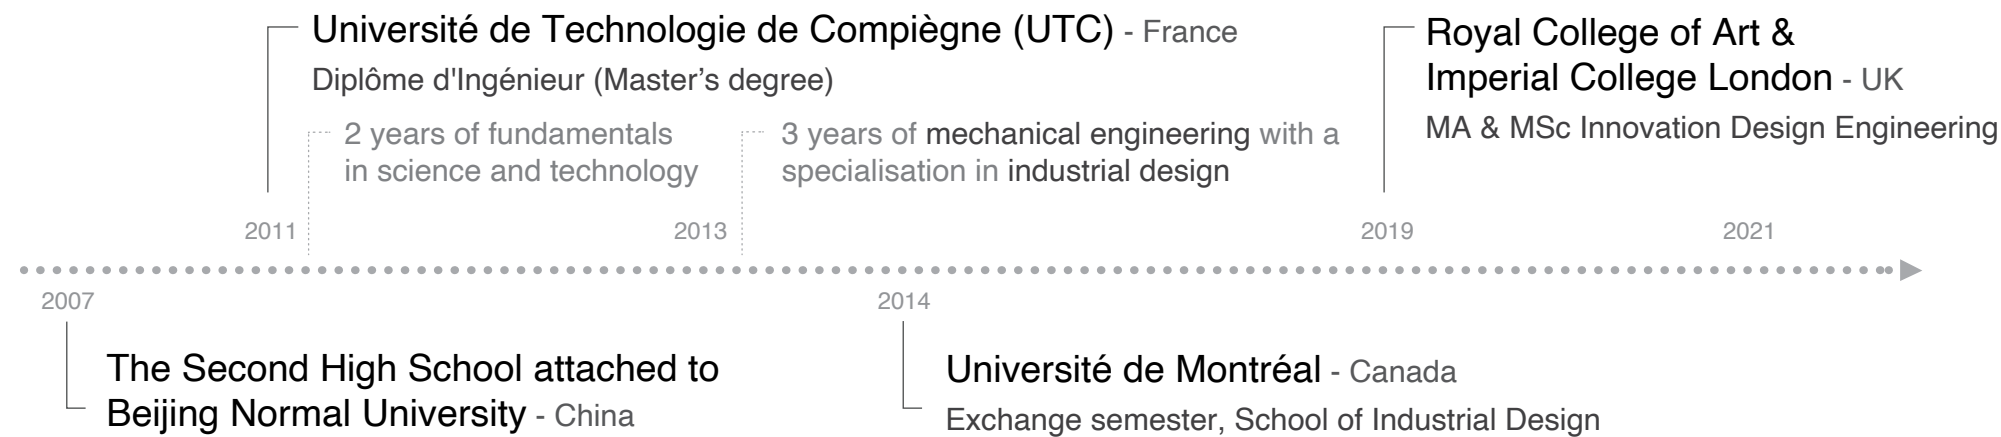 Université de Technologie de Compiègne (UTC) - France
Diplôme d'Ingénieur (Master’s degree)
2 years of fundamentals
in science and technology
3 years of mechanical engineering with a
specialisation in industrial design
Royal College of Art &
Imperial College London - UK
MA & MSc Innovation Design Engineering
2011
2013
2019
2021
2007
2014
The Second High School attached to
Beijing Normal University - China
Université de Montréal - Canada
Exchange semester, School of Industrial Design